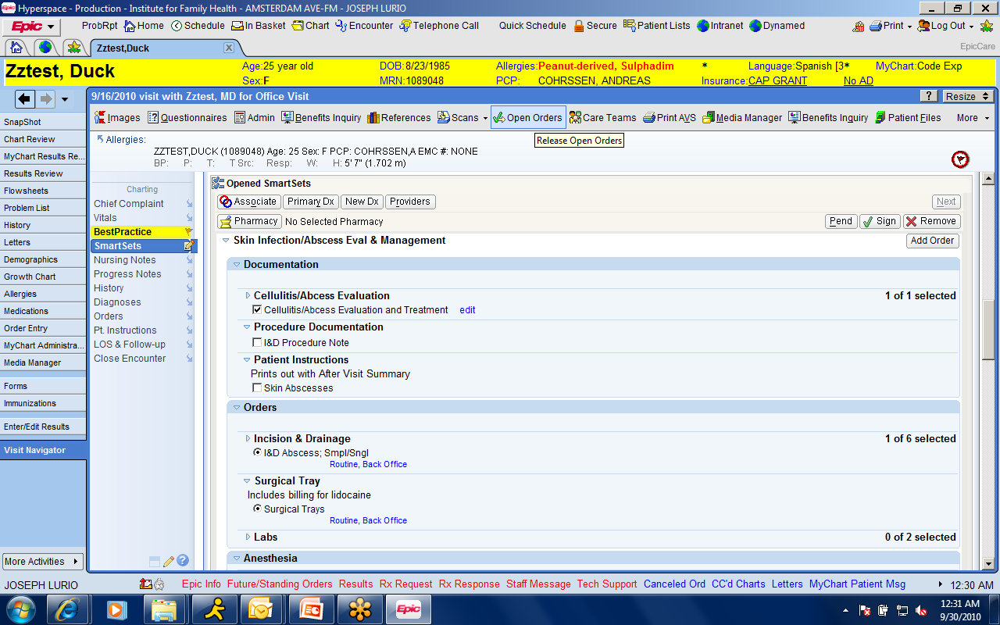 Hyperspace - Production - Institute for Family Health - AMSTERDAM AVE-FM - JOSEPH LURIO
Epic ProbRpt Home Schedule In Basket Chart Encounter Telephone Call Quick Schedule Secure Patient Lists Intranet Dynamed Print Log Out
Zztest,Duck EpicCare
Zztest, Duck Age:25 year old DOB: 8/23/1985 Allergies:Peanut-derived, Sulphadim * Language:Spanish [3* MyChart:Code Exp
Sex:F MRN:1089048 PCP: COHRSSEN, ANDREAS Insurance:CAP GRANT No AD
9/16/2010 visit with Zztest, MD for Office Visit ? Resize
Images Questionnaires Admin Benefits Inquiry References Scans Open Orders Care Teams Print AVS Media Manager Benefits Inquiry Patient Files More
Release Open Orders
Allergies:
ZZTEST,DUCK (1089048) Age: 25 Sex: F PCP: COHRSSEN,A EMC #: NONE
BP: P: T: T Src: Resp: W: H: 5' 7" (1.702 m)
SnapShot
Chart Review
MyChart Results Re...
Results Review
Flowsheets
Problem List
History
Letters
Demographics
Growth Chart
Allergies
Medications
Order Entry
MyChart Administra...
Media Manager
Forms
Immunizations
Enter/Edit Results
Visit Navigator
More Activities
Charting
Chief Complaint
Vitals
BestPractice
SmartSets
Nursing Notes
Progress Notes
History
Diagnoses
Orders
Pt. Instructions
LOS & Follow-up
Close Encounter
Opened SmartSets
Associate Primary Dx New Dx Providers Next
Pharmacy No Selected Pharmacy Pend Sign Remove
Skin Infection/Abscess Eval & Management Add Order
Documentation
Cellulitis/Abcess Evaluation 1 of 1 selected
Cellulitis/Abcess Evaluation and Treatment edit
Procedure Documentation
I&D Procedure Note
Patient Instructions
Prints out with After Visit Summary
Skin Abscesses
Orders
Incision & Drainage 1 of 6 selected
I&D Abscess; Smpl/Sngl
Routine, Back Office
Surgical Tray
Includes billing for lidocaine
Surgical Trays
Routine, Back Office
Labs 0 of 2 selected
Anesthesia
JOSEPH LURIO Epic Info Future/Standing Orders Results Rx Request Rx Response Staff Message Tech Support Canceled Ord CC'd Charts Letters MyChart Patient Msg 12:30 AM
Epic 12:31 AM
9/30/2010